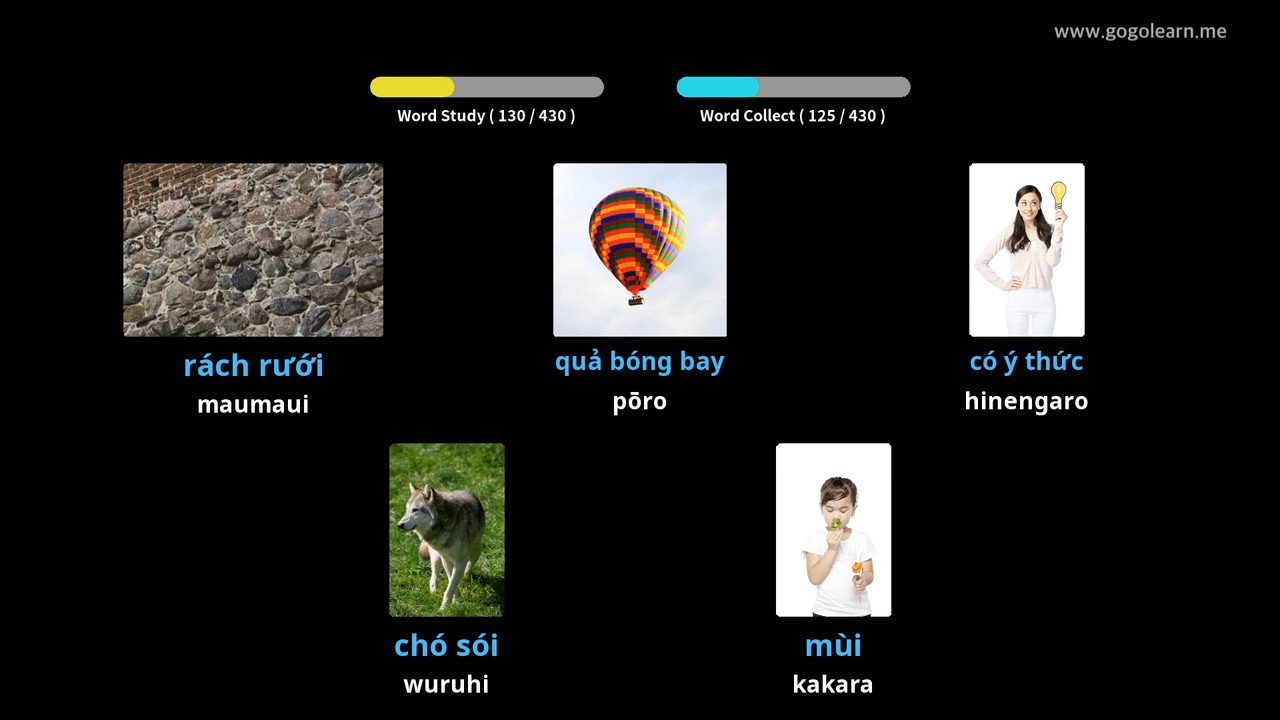 www.gogolearn.me
Word Study ( 130 / 430 )
Word Collect ( 125 / 430 )
rách rưới
maumaui
quả bóng bay
pōro
có ý thức
hinengaro
chó sói
wuruhi
mùi
kakara